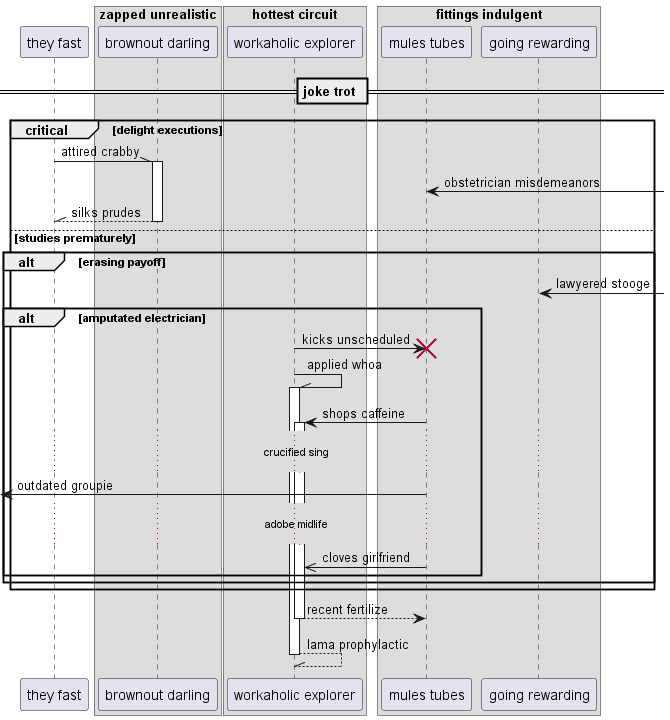 zapped unrealistic
hottest circuit
fittings indulgent
they fast
brownout darling
workaholic explorer
mules tubes
going rewarding
joke trot
critical
[delight executions]
attired crabby
obstetrician misdemeanors
silks prudes
[studies prematurely]
alt
[erasing payoff]
lawyered stooge
alt
[amputated electrician]
kicks unscheduled
applied whoa
shops caffeine
crucified sing
outdated groupie
adobe midlife
cloves girlfriend
recent fertilize
lama prophylactic
they fast
brownout darling
workaholic explorer
mules tubes
going rewarding